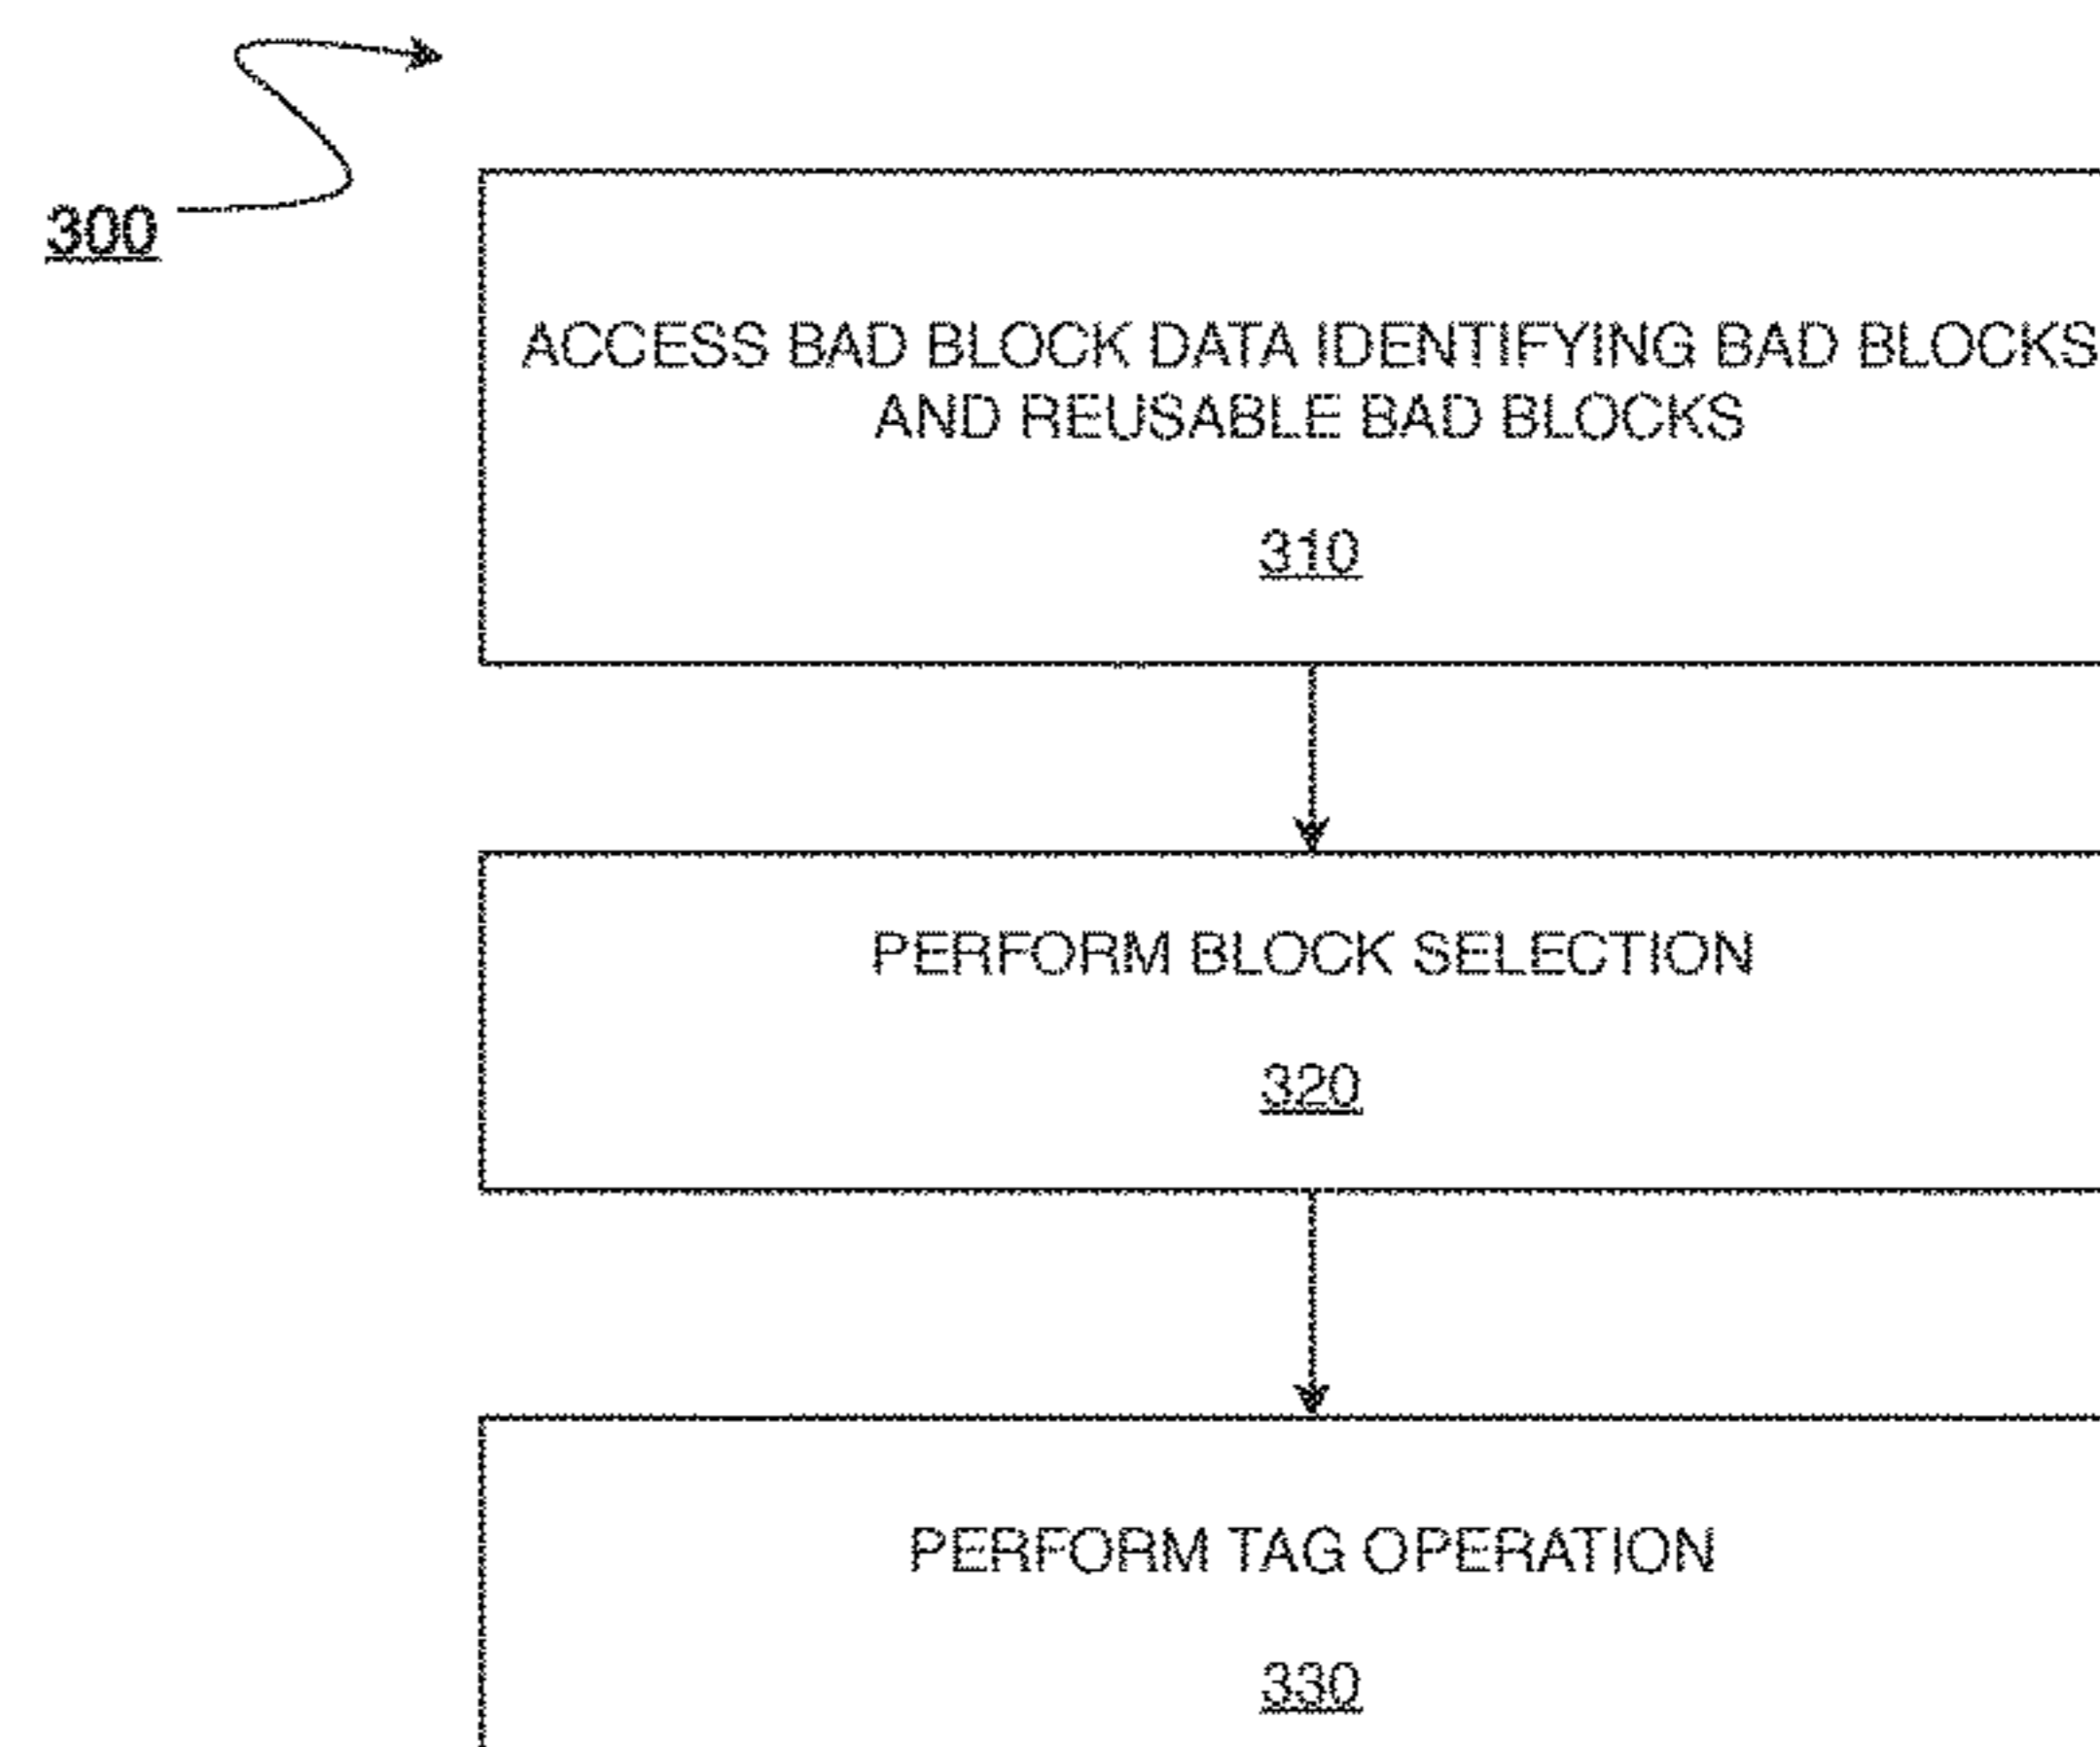 300
ACCESS BAD BLOCK DATA IDENTIFYING BAD BLOCKS
AND REUSABLE BAD BLOCKS
310
PERFORM BLOCK SELECTION
320
PERFORM TAG OPERATION
330